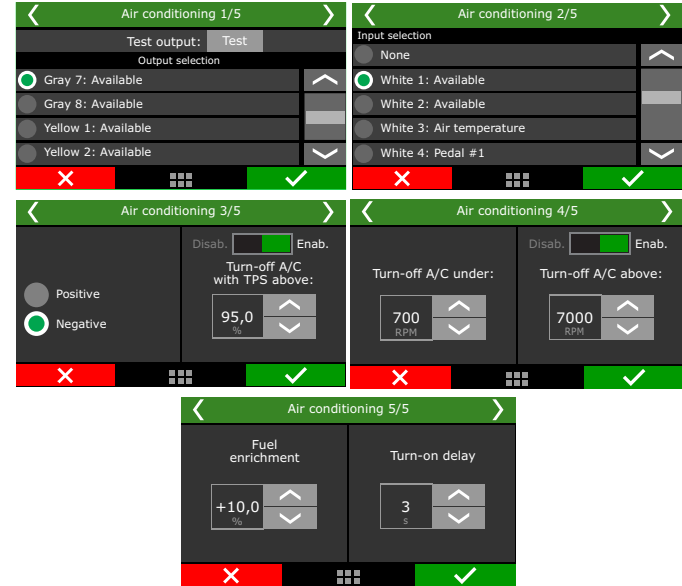 Air conditioning 1/5
Test output: Test
Output selection
Gray 7: Available
Gray 8: Available
Yellow 1: Available
Yellow 2: Available
Air conditioning 2/5
Input selection
None
White 1: Available
White 2: Available
White 3: Air temperature
White 4: Pedal #1
Air conditioning 3/5
Positive
Negative
Disab. Enab.
Turn-off A/C
with TPS above:
95,0
%
Air conditioning 4/5
Turn-off A/C under:
700
RPM
Disab. Enab.
Turn-off A/C above:
7000
RPM
Air conditioning 5/5
Fuel
enrichment
+10,0
%
Turn-on delay
3
s